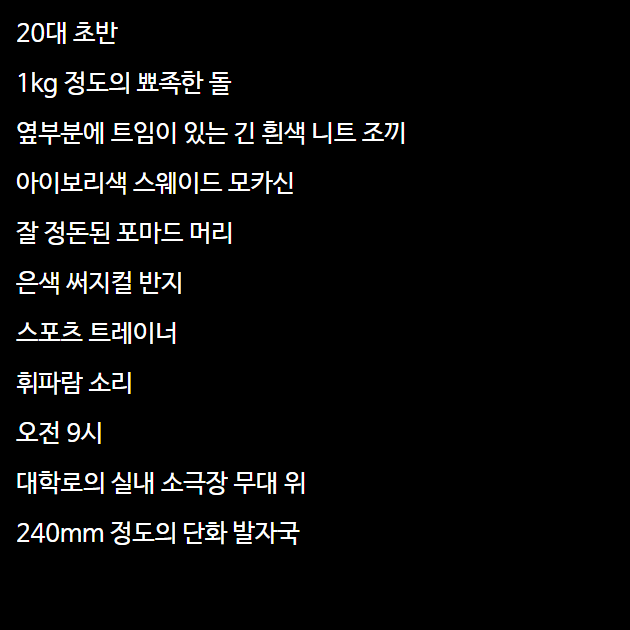 20대 초반
1kg 정도의 뾰족한 돌
옆부분에 트임이 있는 긴 흰색 니트 조끼
아이보리색 스웨이드 모카신
잘 정돈된 포마드 머리
은색 써지컬 반지
스포츠 트레이너
휘파람 소리
오전 9시
대학로의 실내 소극장 무대 위
240mm 정도의 단화 발자국